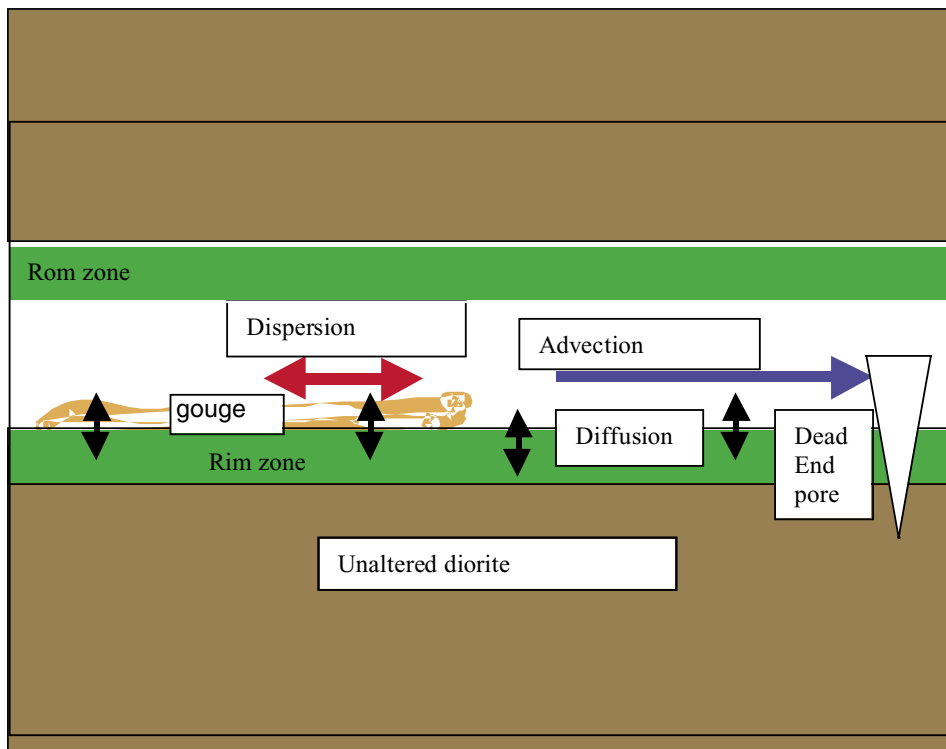 Rom zone
Dispersion
Advection
gouge
Diffusion
Dead
End
pore
Rim zone
Unaltered diorite